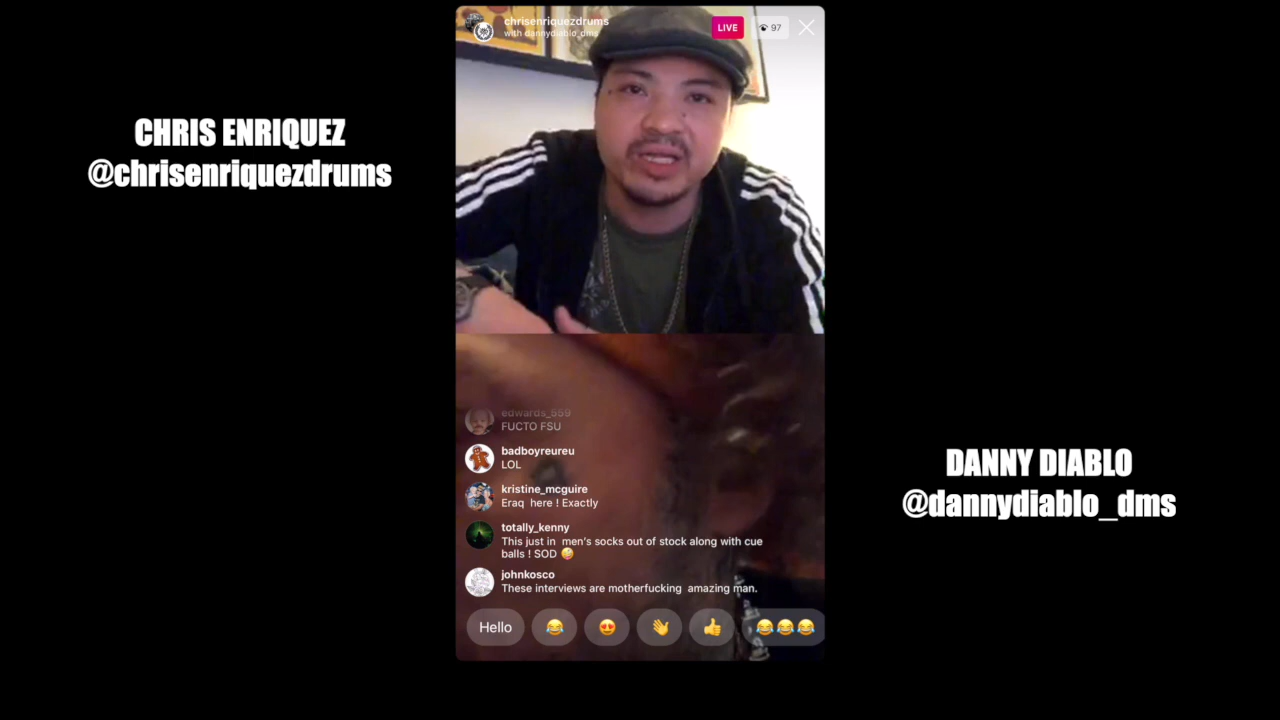 chrisenriquezdrums
with dannydiablo_dms
LIVE
97
CHRIS ENRIQUEZ
@chrisenriquezdrums
edwards_559
FUCTO FSU
badboyreureu
LOL
kristine_mcguire
Eraq here ! Exactly
totally_kenny
This just in men's socks out of stock along with cue
balls ! SOD 🤪
johnkosco
These interviews are motherfucking amazing man.
Hello 😂 😍 👋 👍 😂😂😂
DANNY DIABLO
@dannydiablo_dms